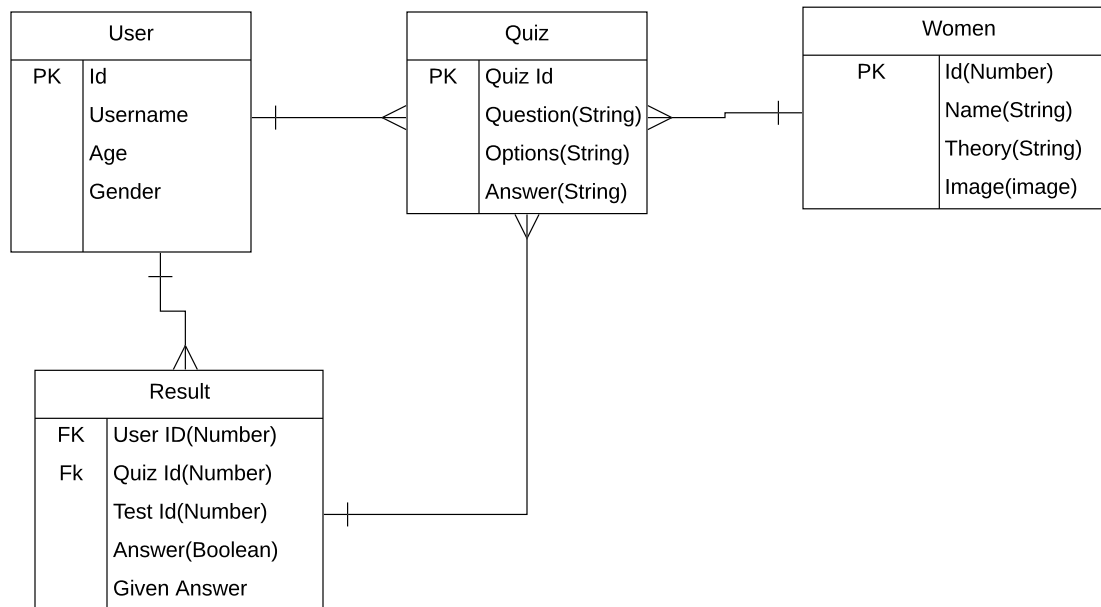 User
PK Id
Username
Age
Gender
Quiz
PK Quiz Id
Question(String)
Options(String)
Answer(String)
Women
PK Id(Number)
Name(String)
Theory(String)
Image(image)
Result
FK User ID(Number)
Fk Quiz Id(Number)
Test Id(Number)
Answer(Boolean)
Given Answer